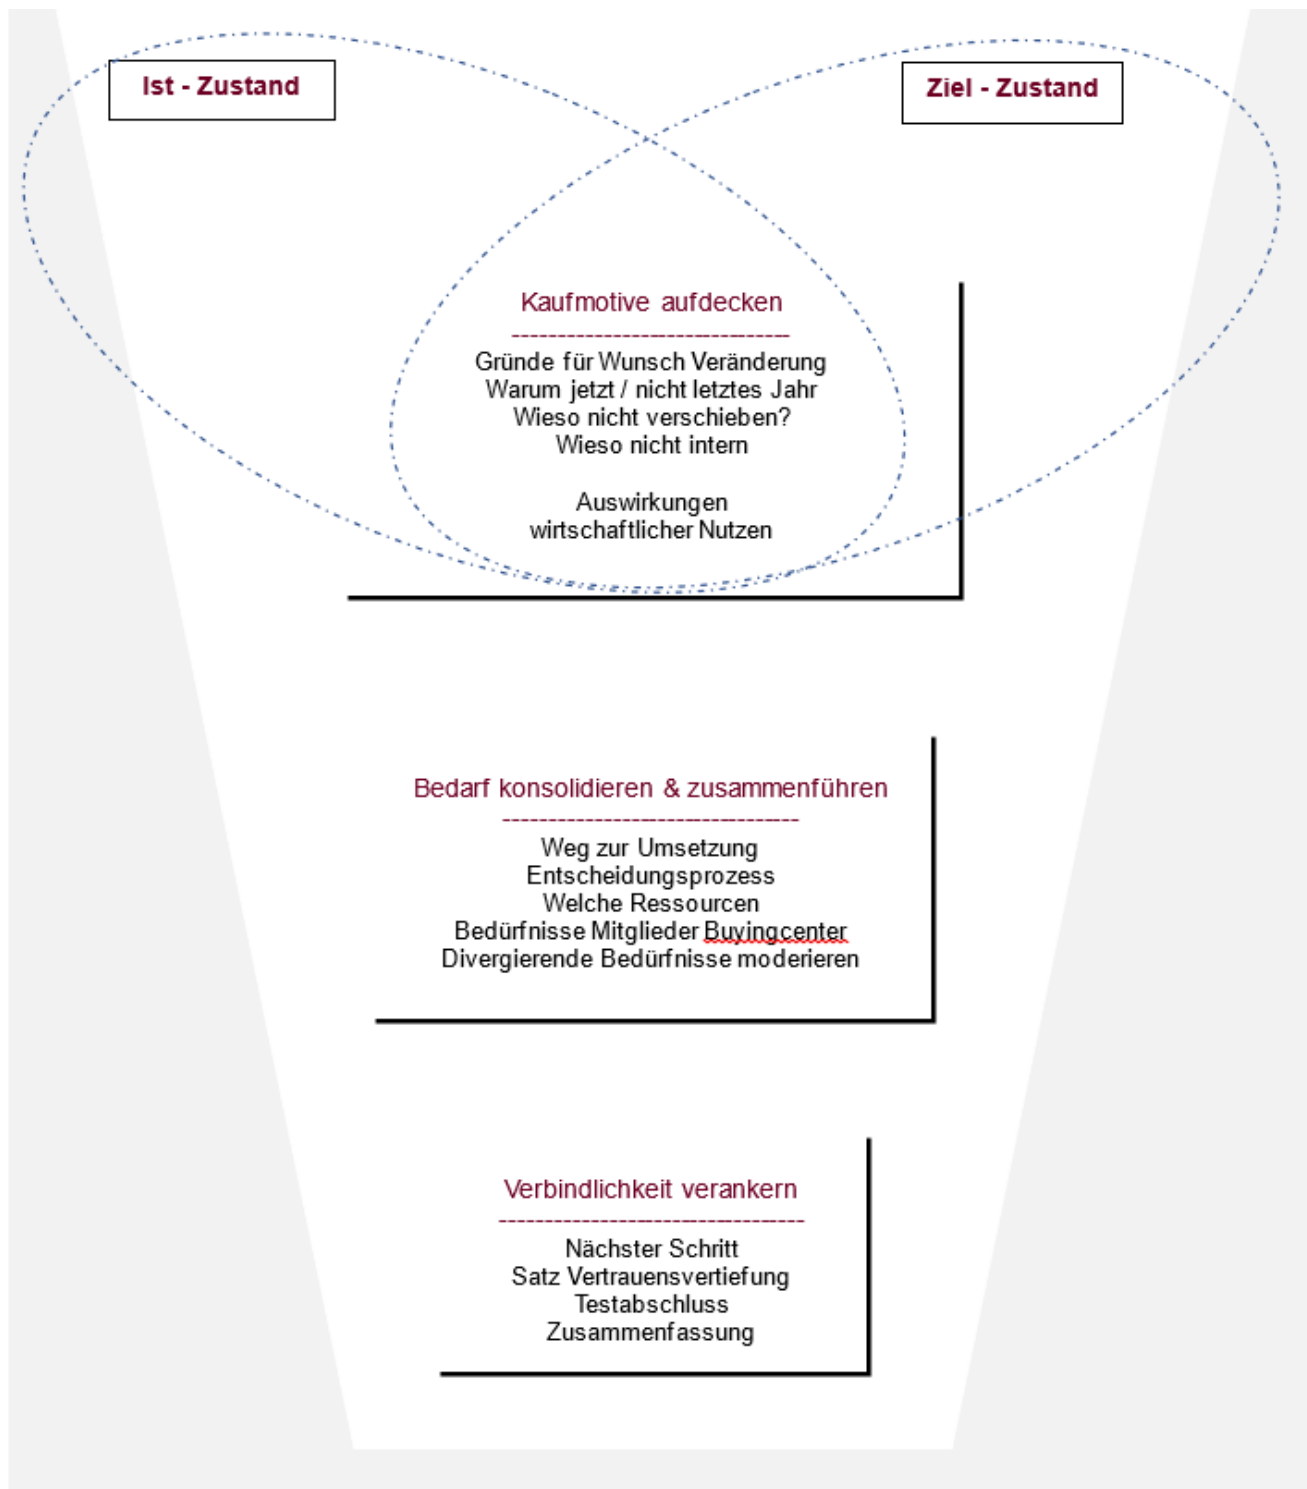 Ist - Zustand
Ziel - Zustand
Kaufmotive aufdecken
------------------------------
Gründe für Wunsch Veränderung
Warum jetzt / nicht letztes Jahr
Wieso nicht verschieben?
Wieso nicht intern
Auswirkungen
wirtschaftlicher Nutzen
Bedarf konsolidieren & zusammenführen
--------------------------------
Weg zur Umsetzung
Entscheidungsprozess
Welche Ressourcen
Bedürfnisse Mitglieder Buyingcenter
Divergierende Bedürfnisse moderieren
Verbindlichkeit verankern
---------------------------------
Nächster Schritt
Satz Vertrauensvertiefung
Testabschluss
Zusammenfassung